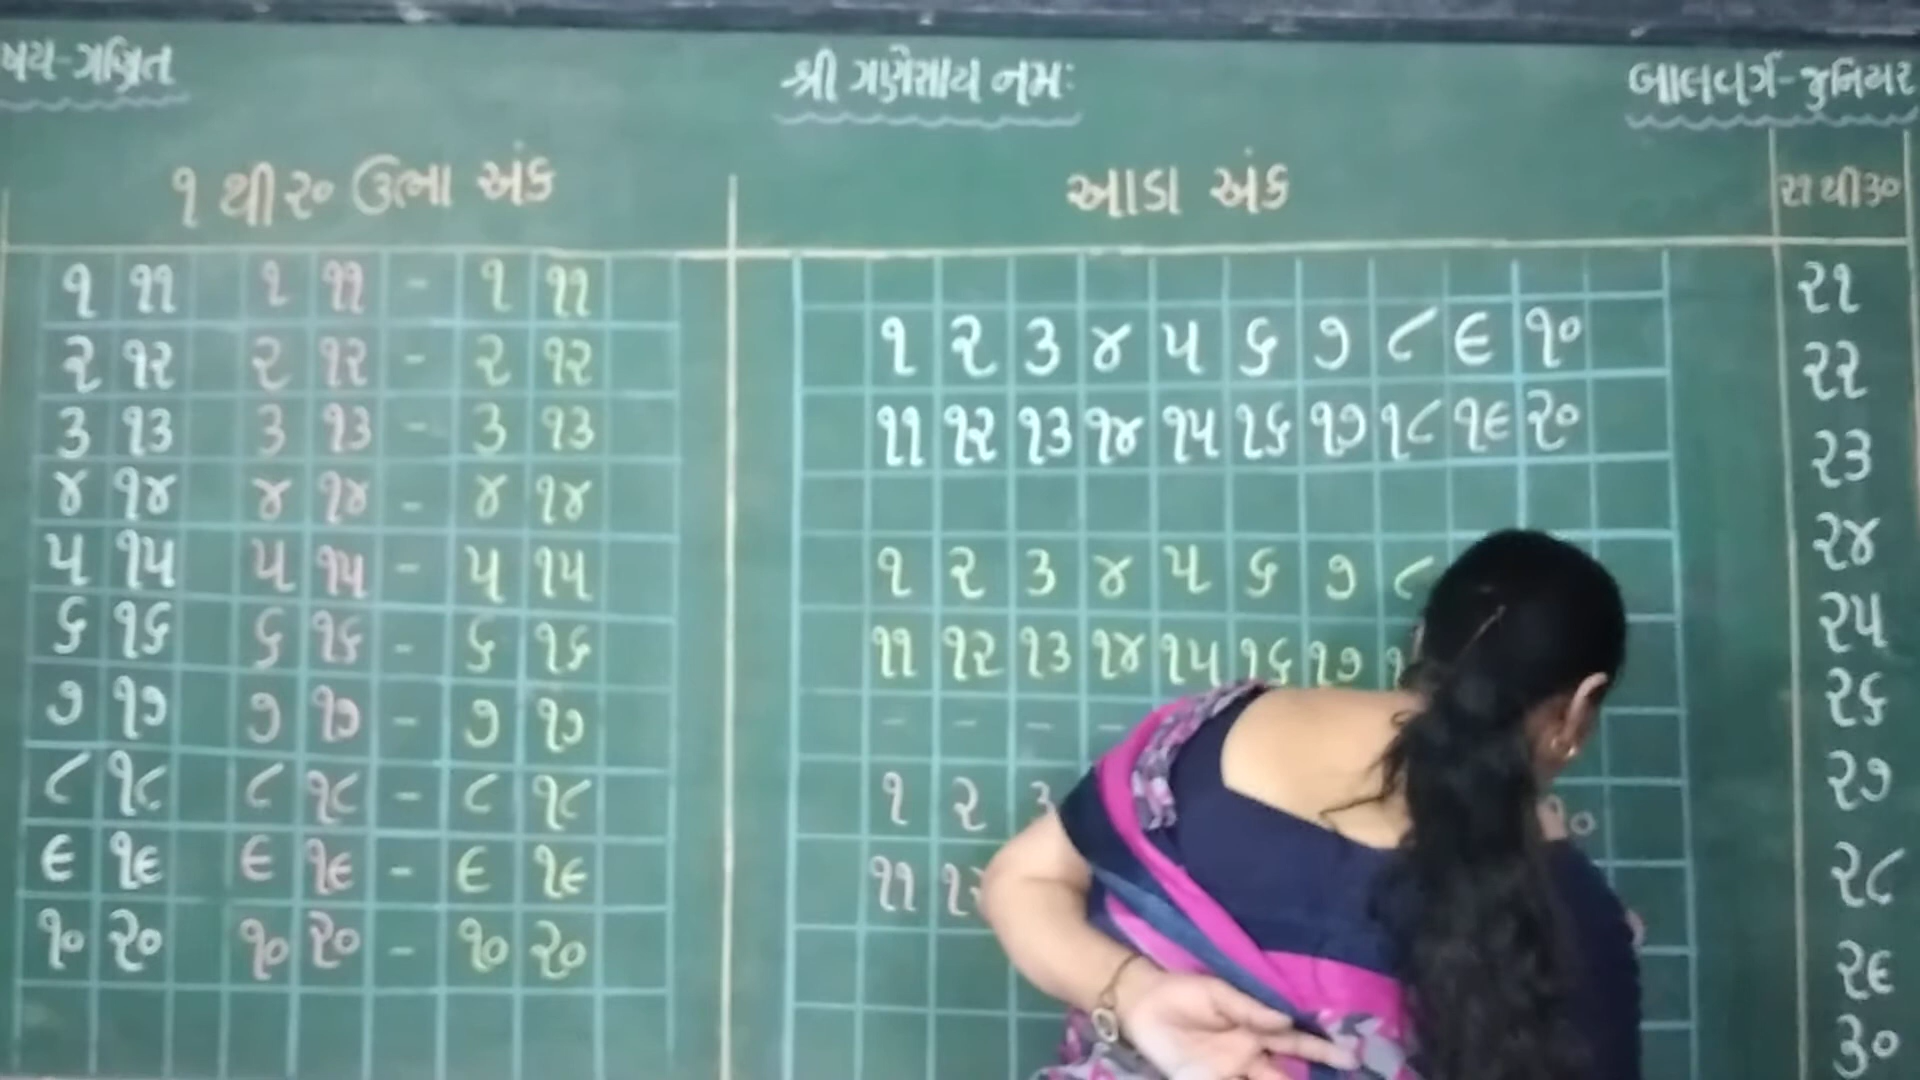 ષય-ગણિત
શ્રી ગણેસાય નમઃ
બાલવર્ગ-જુનિયર
૧ થી ૨૦ ઉભા અંક
૧ ૧૧ ૧ ૧૧ - ૧ ૧૧
૨ ૧૨ ૨ ૧૨ - ૨ ૧૨
૩ ૧૩ ૩ ૧૩ - ૩ ૧૩
૪ ૧૪ ૪ ૧૪ - ૪ ૧૪
૫ ૧૫ ૫ ૧૫ - ૫ ૧૫
૬ ૧૬ ૬ ૧૬ - ૬ ૧૬
૭ ૧૭ ૭ ૧૭ - ૭ ૧૭
૮ ૧૮ ૮ ૧૮ - ૮ ૧૮
૯ ૧૯ ૯ ૧૯ - ૯ ૧૯
૧૦ ૨૦ ૧૦ ૨૦ - ૧૦ ૨૦
આડા અંક
૧ ૨ ૩ ૪ ૫ ૬ ૭ ૮ ૯ ૧૦
૧૧ ૧૨ ૧૩ ૧૪ ૧૫ ૧૬ ૧૭ ૧૮ ૧૯ ૨૦
૧ ૨ ૩ ૪ ૫ ૬ ૭ ૮
૧૧ ૧૨ ૧૩ ૧૪ ૧૫ ૧૬ ૧૭
- - - -
૧ ૨ ૩ ૧૦
૧૧ ૧૨
૨૧ થી ૩૦
૨૧
૨૨
૨૩
૨૪
૨૫
૨૬
૨૭
૨૮
૨૯
૩૦